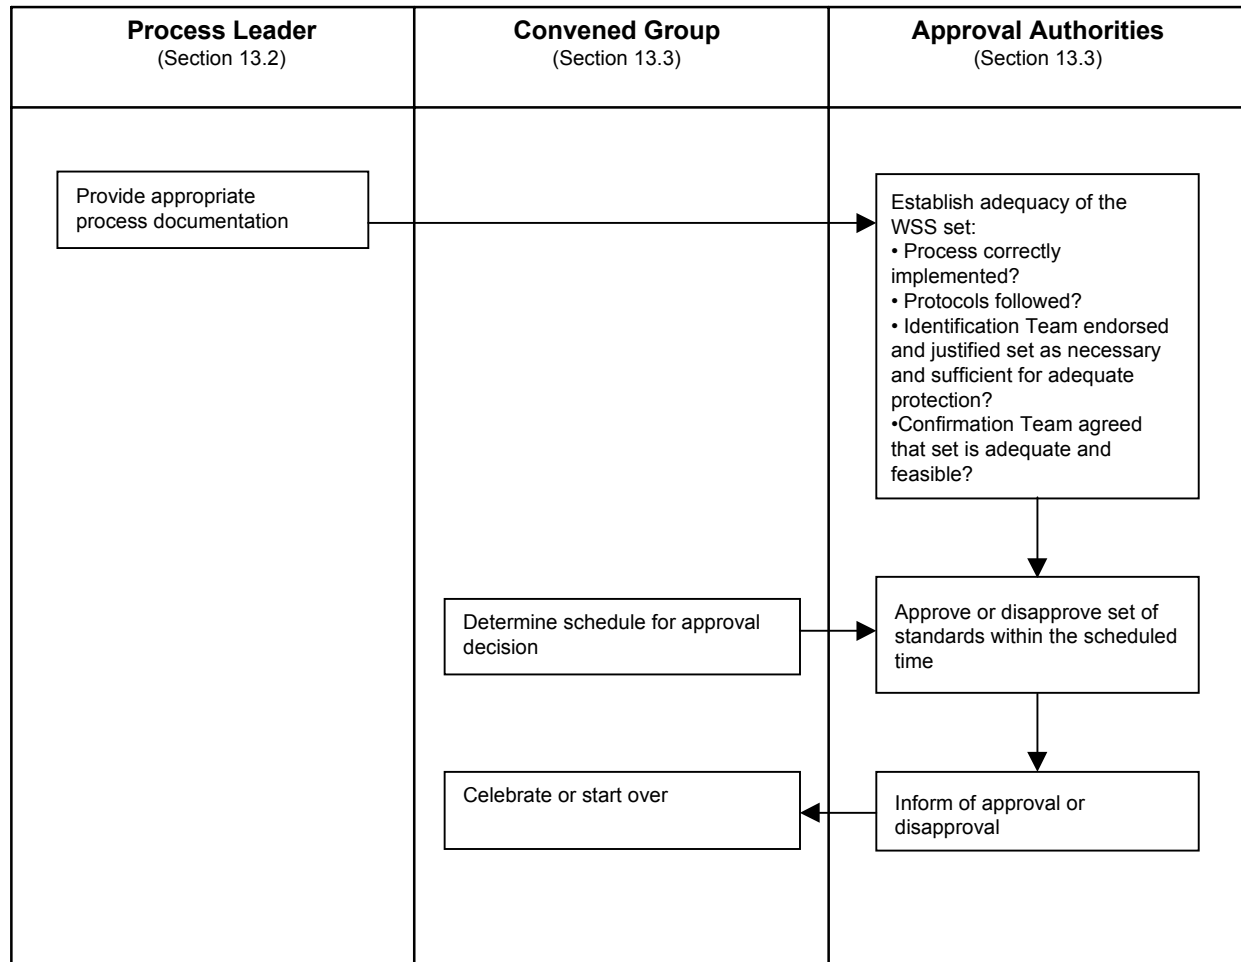 Process Leader
(Section 13.2)
Convened Group
(Section 13.3)
Approval Authorities
(Section 13.3)
Provide appropriate
process documentation
Establish adequacy of the
WSS set:
• Process correctly
implemented?
• Protocols followed?
• Identification Team endorsed
and justified set as necessary
and sufficient for adequate
protection?
•Confirmation Team agreed
that set is adequate and
feasible?
Determine schedule for approval
decision
Approve or disapprove set of
standards within the scheduled
time
Celebrate or start over
Inform of approval or
disapproval